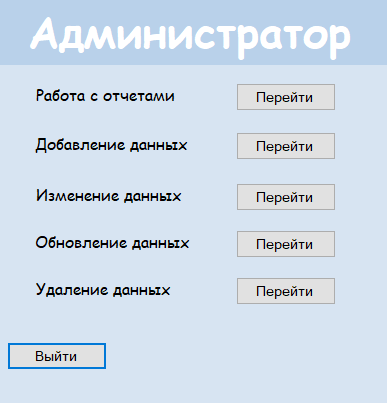 Администратор
Работа с отчетами Перейти
Добавление данных Перейти
Изменение данных Перейти
Обновление данных Перейти
Удаление данных Перейти
Выйти